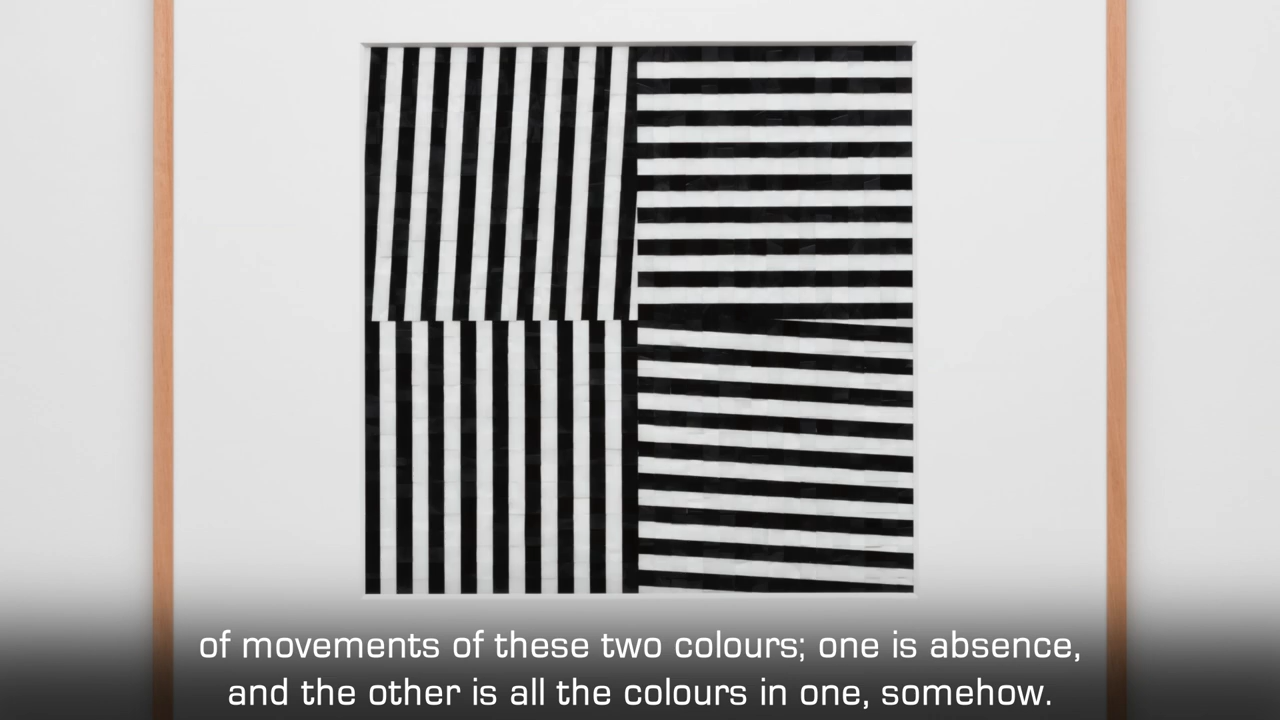 of movements of these two colours; one is absence,
and the other is all the colours in one, somehow.